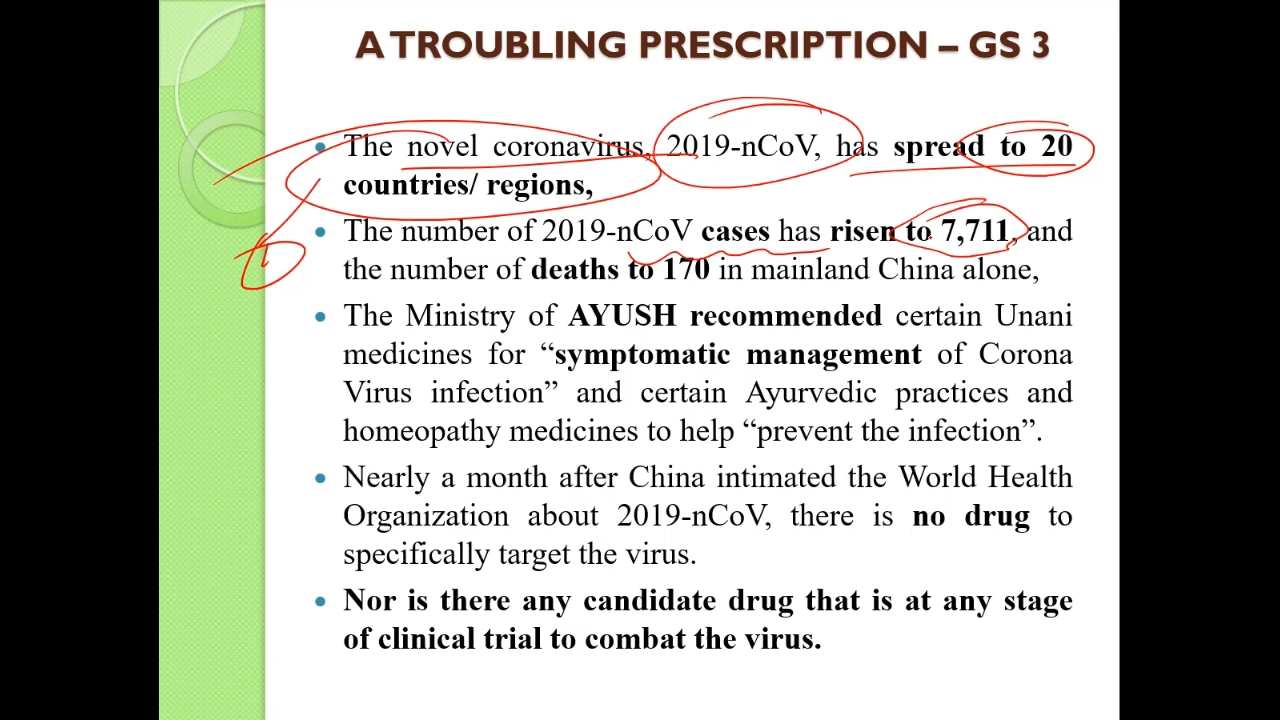 A TROUBLING PRESCRIPTION – GS 3
The novel coronavirus, 2019-nCoV, has spread to 20
countries/ regions,
The number of 2019-nCoV cases has risen to 7,711, and
the number of deaths to 170 in mainland China alone,
The Ministry of AYUSH recommended certain Unani
medicines for “symptomatic management of Corona
Virus infection” and certain Ayurvedic practices and
homeopathy medicines to help “prevent the infection”.
Nearly a month after China intimated the World Health
Organization about 2019-nCoV, there is no drug to
specifically target the virus.
Nor is there any candidate drug that is at any stage
of clinical trial to combat the virus.